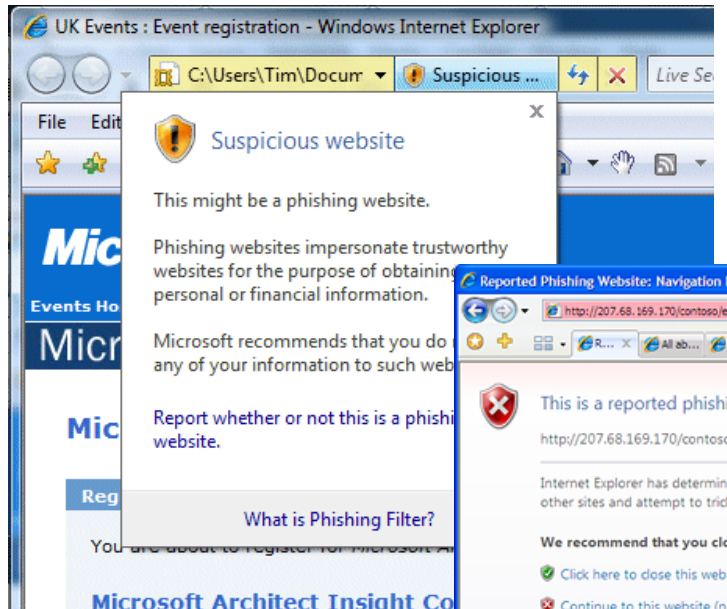 UK Events : Event registration - Windows Internet Explorer
C:\Users\Tim\Docum
Suspicious ...
Live Se
File Edit
Suspicious website
x
This might be a phishing website.
Phishing websites impersonate trustworthy
websites for the purpose of obtaining
personal or financial information.
Microsoft recommends that you do
any of your information to such web
Report whether or not this is a phishi
website.
What is Phishing Filter?
Mic
Events Ho
Micr
Mic
Reg
You are about to register for Microsoft A
Microsoft Architect Insight Co
Reported Phishing Website: Navigation
http://207.68.169.170/contoso/e
R... x
All ab...
This is a reported phishi
http://207.68.169.170/contoso
Internet Explorer has determin
other sites and attempt to tric
We recommend that you clo
Click here to close this web
Continue to this website (n